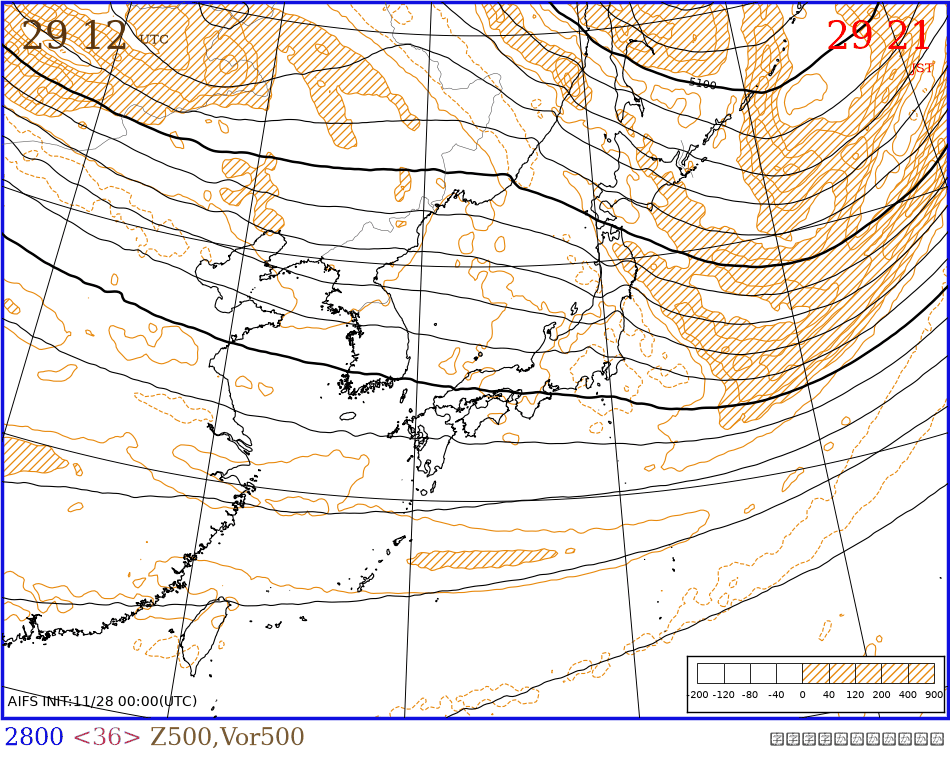 29 12 UTC
29 21 JST
5100
-200 -120 -80 -40 0 40 120 200 400 900
AIFS INIT:11/28 00:00(UTC)
2800 <36> Z500,Vor500